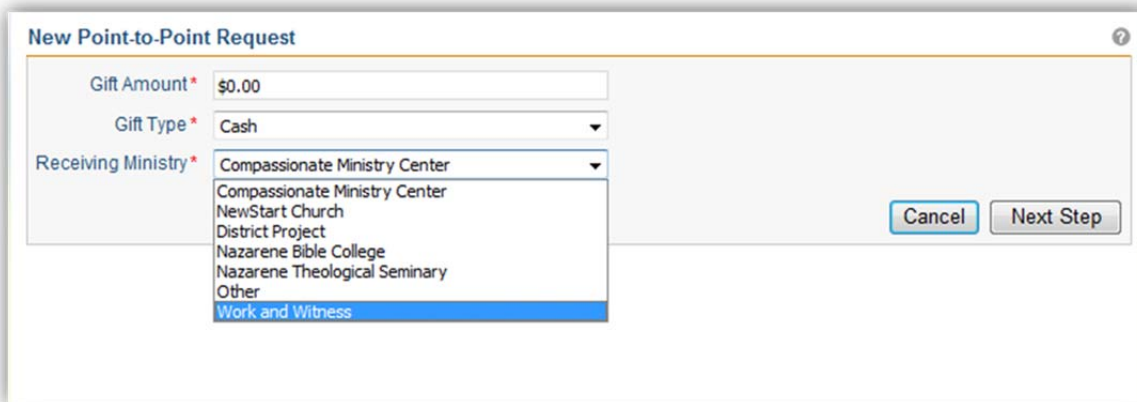 New Point-to-Point Request
Gift Amount* $0.00
Gift Type* Cash
Receiving Ministry* Compassionate Ministry Center
Compassionate Ministry Center
NewStart Church
District Project
Nazarene Bible College
Nazarene Theological Seminary
Other
Work and Witness
Cancel Next Step